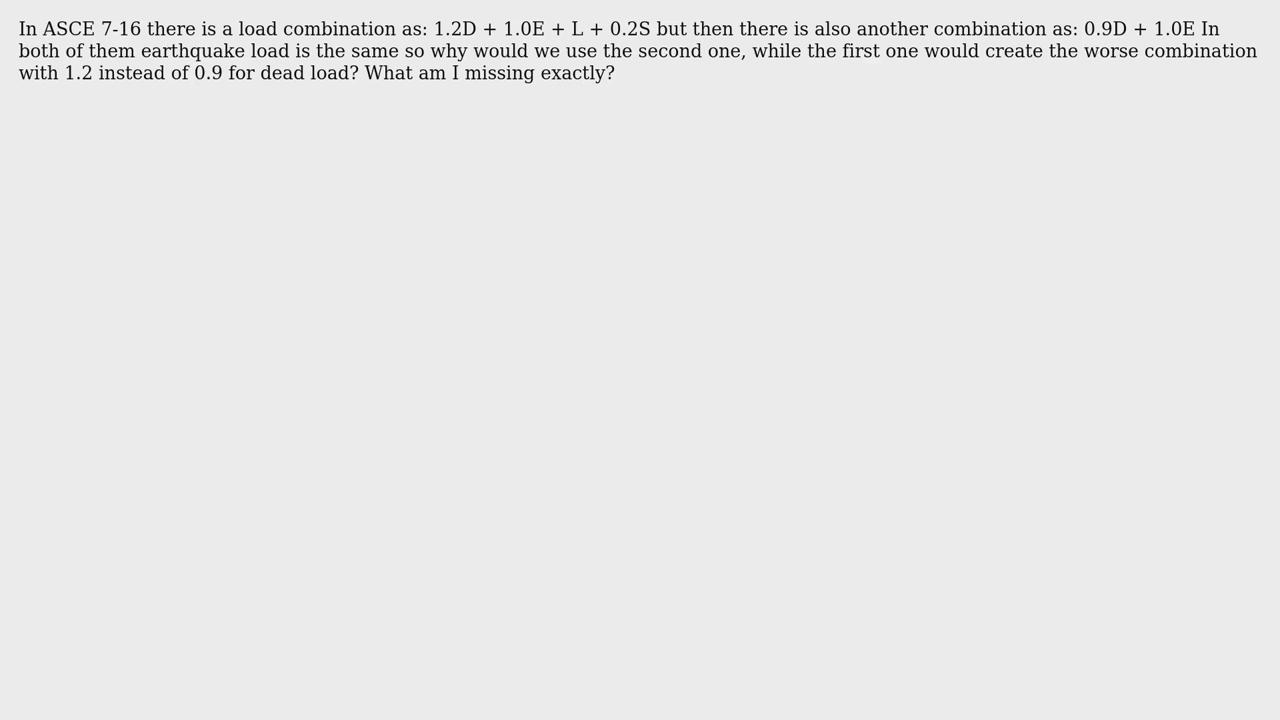 In ASCE 7-16 there is a load combination as: 1.2D + 1.0E + L + 0.2S but then there is also another combination as: 0.9D + 1.0E In
both of them earthquake load is the same so why would we use the second one, while the first one would create the worse combination
with 1.2 instead of 0.9 for dead load? What am I missing exactly?